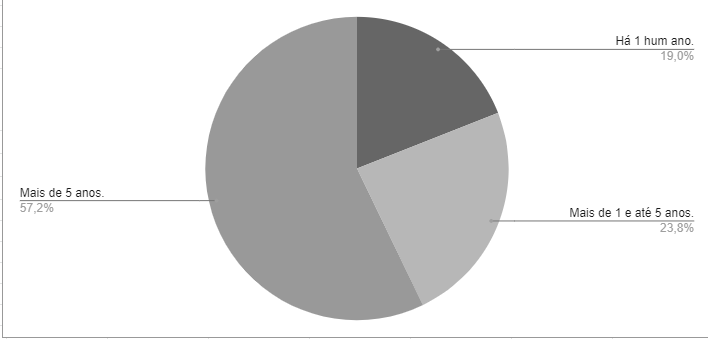 Há 1 hum ano.
19,0%
Mais de 5 anos.
57,2%
Mais de 1 e até 5 anos.
23,8%